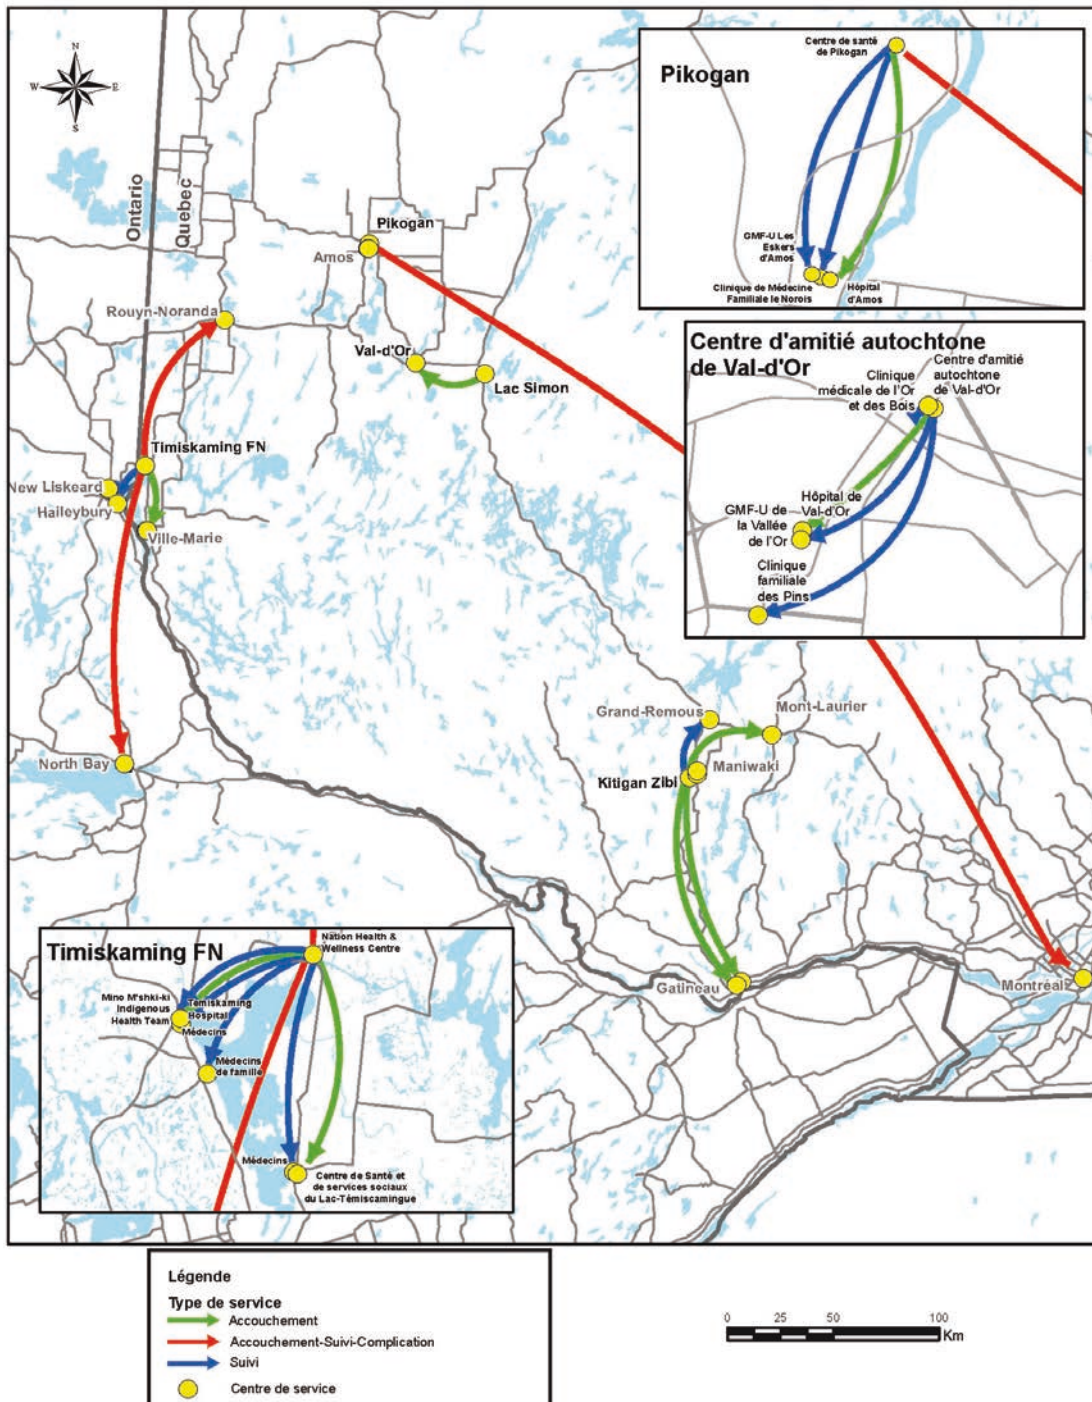 N
W
E
S
Ontario
Quebec
Pikogan
Amos
Rouyn-Noranda
Val-d'Or
Lac Simon
Timiskaming FN
New Liskeard
Haileybury
Ville-Marie
North Bay
Grand-Remous
Mont-Laurier
Maniwaki
Kitigan Zibi
Gatineau
Montréal
Pikogan
Centre de santé
de Pikogan
GMF-U Les
Eskers
d'Amos
Clinique de Médecine
Familiale le Norois
Hôpital
d'Amos
Centre d'amitié autochtone
de Val-d'Or
Clinique
médicale de l'Or
et des Bois
Centre d'amitié
autochtone
de Val-d'Or
Hôpital de
Val-d'Or
GMF-U de
la Vallée
de l'Or
Clinique
familiale
des Pins
Timiskaming FN
Nation Health &
Wellness Centre
Mino M'shki-ki
Indigenous
Health Team
Temiskaming
Hospital
Médecins
Médecins
de famille
Médecins
Centre de Santé et
de services sociaux
du Lac-Témiscamingue
Légende
Type de service
Accouchement
Accouchement-Suivi-Complication
Suivi
Centre de service
0 25 50 100
Km